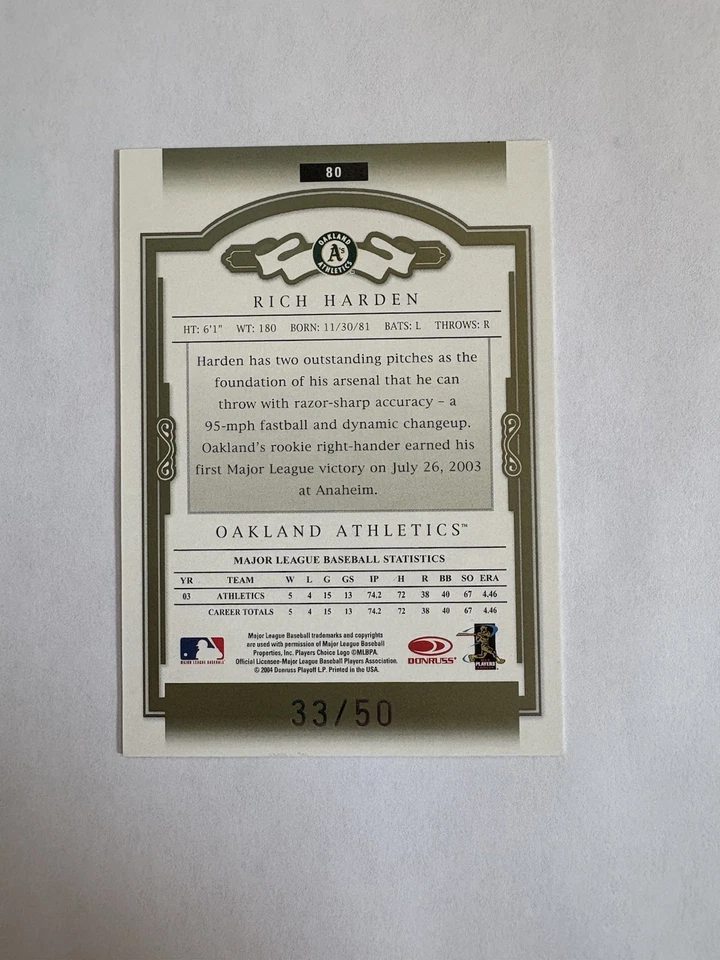 80
OAKLAND
A's
ATHLETICS
RICH HARDEN
HT: 6'1" WT: 180 BORN: 11/30/81 BATS: L THROWS: R
Harden has two outstanding pitches as the
foundation of his arsenal that he can
throw with razor-sharp accuracy – a
95-mph fastball and dynamic changeup.
Oakland's rookie right-hander earned his
first Major League victory on July 26, 2003
at Anaheim.
OAKLAND ATHLETICS™
MAJOR LEAGUE BASEBALL STATISTICS
YR TEAM W L G GS IP H R BB SO ERA
03 ATHLETICS 5 4 15 13 74.2 72 38 40 67 4.46
CAREER TOTALS 5 4 15 13 74.2 72 38 40 67 4.46
Major League Baseball trademarks and copyrights
are used with permission of Major League Baseball
Properties, Inc. Players Choice Logo ©MLBPA.
Official Licensee-Major League Baseball Players Association.
© 2004 Donruss Playoff L.P. Printed in the USA.
MAJOR LEAGUE BASEBALL
DONRUSS
PLAYERS
33/50